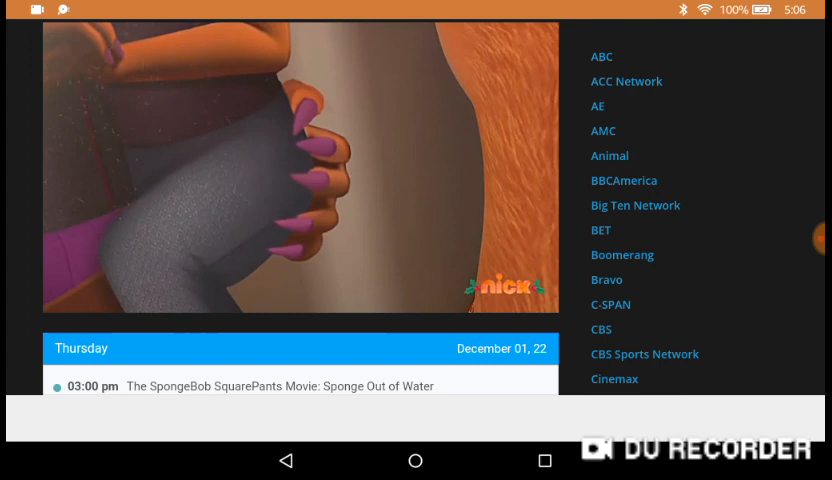 100% 5:06
nick
ABC
ACC Network
AE
AMC
Animal
BBCAmerica
Big Ten Network
BET
Boomerang
Bravo
C-SPAN
CBS
CBS Sports Network
Cinemax
Thursday December 01, 22
03:00 pm The SpongeBob SquarePants Movie: Sponge Out of Water
DU RECORDER